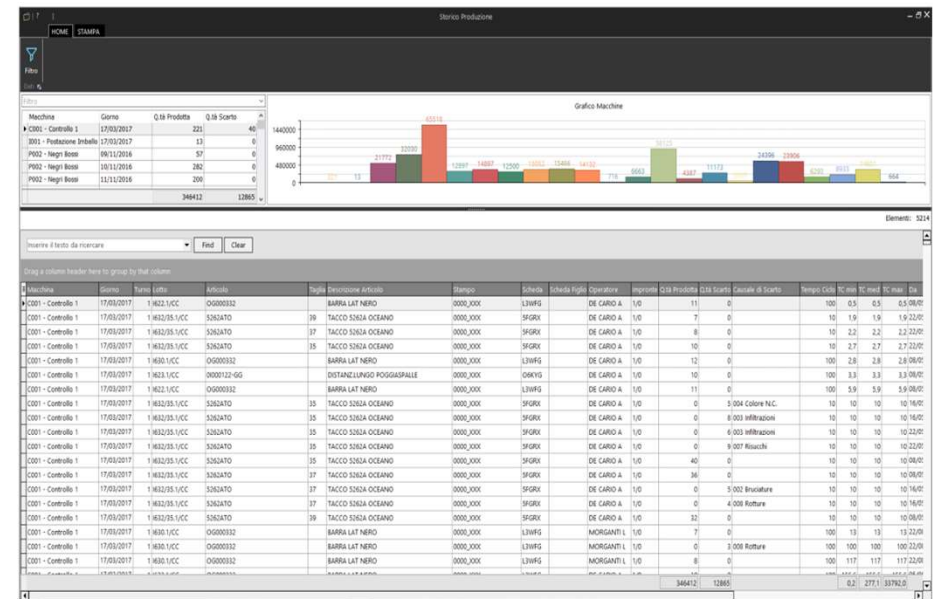 Storico Produzione
HOME STAMPA
Filtro
Dati
Filtro
Macchina Giorno Q.tà Prodotta Q.tà Scarto
C001 - Controllo 1 17/03/2017 221 40
I001 - Postazione Imballo 17/03/2017 13 0
P002 - Negri Bossi 09/11/2016 57 0
P002 - Negri Bossi 10/11/2016 282 0
P002 - Negri Bossi 11/11/2016 200 0
346412 12865
Grafico Macchine
1440000
960000
480000
0
13 21772 32030 12897 14887 12500 14132 716 6662 4387 11172 24396 23906 6292 664
Elementi: 5214
Inserire il testo da ricercare Find Clear
Drag a column header here to group by that column
Macchina Giorno Turno Lotto Articolo Taglia Descrizione Articolo Stampo Scheda Scheda Figlio Operatore Impronte Q.tà Prodotta Q.tà Scarto Causale di Scarto Tempo Ciclo TC min TC med TC max Da
C001 - Controllo 1 17/03/2017 1 I622.1/CC OG000332 BARRA LAT NERO 0000_XXX L3WFG DE CARIO A 1/0 11 0 100 0,5 0,5 0,5
C001 - Controllo 1 17/03/2017 1 I632/35.1/CC 5262ATO 39 TACCO 5262A OCEANO 0000_XXX 5FGRX DE CARIO A 1/0 7 0 10 1,9 1,9 1,9
C001 - Controllo 1 17/03/2017 1 I632/35.1/CC 5262ATO 37 TACCO 5262A OCEANO 0000_XXX 5FGRX DE CARIO A 1/0 8 0 10 2,2 2,2 2,2
C001 - Controllo 1 17/03/2017 1 I632/35.1/CC 5262ATO 35 TACCO 5262A OCEANO 0000_XXX 5FGRX DE CARIO A 1/0 10 0 10 2,7 2,7 2,7
C001 - Controllo 1 17/03/2017 1 I630.1/CC OG000332 BARRA LAT NERO 0000_XXX L3WFG DE CARIO A 1/0 12 0 100 2,8 2,8 2,8
C001 - Controllo 1 17/03/2017 1 I623.1/CC 0I000122-GG DISTANZ.LUNGO POGGIASPALLE 0000_XXX O6KYG DE CARIO A 1/0 10 0 100 3,3 3,3 3,3
C001 - Controllo 1 17/03/2017 1 I622.1/CC OG000332 BARRA LAT NERO 0000_XXX L3WFG DE CARIO A 1/0 11 0 100 5,9 5,9 5,9
C001 - Controllo 1 17/03/2017 1 I632/35.1/CC 5262ATO 35 TACCO 5262A OCEANO 0000_XXX 5FGRX DE CARIO A 1/0 0 5 004 Colore N.C. 10 10 10 10
C001 - Controllo 1 17/03/2017 1 I632/35.1/CC 5262ATO 35 TACCO 5262A OCEANO 0000_XXX 5FGRX DE CARIO A 1/0 0 8 003 Infiltrazioni 10 10 10 10
C001 - Controllo 1 17/03/2017 1 I632/35.1/CC 5262ATO 35 TACCO 5262A OCEANO 0000_XXX 5FGRX DE CARIO A 1/0 0 6 003 Infiltrazioni 10 10 10 10
C001 - Controllo 1 17/03/2017 1 I632/35.1/CC 5262ATO 35 TACCO 5262A OCEANO 0000_XXX 5FGRX DE CARIO A 1/0 0 9 007 Risucchi 10 10 10 10
C001 - Controllo 1 17/03/2017 1 I632/35.1/CC 5262ATO 35 TACCO 5262A OCEANO 0000_XXX 5FGRX DE CARIO A 1/0 40 0 10 10 10 10
C001 - Controllo 1 17/03/2017 1 I632/35.1/CC 5262ATO 37 TACCO 5262A OCEANO 0000_XXX 5FGRX DE CARIO A 1/0 36 0 10 10 10 10
C001 - Controllo 1 17/03/2017 1 I632/35.1/CC 5262ATO 37 TACCO 5262A OCEANO 0000_XXX 5FGRX DE CARIO A 1/0 0 5 002 Bruciature 10 10 10 10
C001 - Controllo 1 17/03/2017 1 I632/35.1/CC 5262ATO 37 TACCO 5262A OCEANO 0000_XXX 5FGRX DE CARIO A 1/0 0 4 008 Rotture 10 10 10 10
C001 - Controllo 1 17/03/2017 1 I632/35.1/CC 5262ATO 39 TACCO 5262A OCEANO 0000_XXX 5FGRX DE CARIO A 1/0 32 0 10 10 10 10
C001 - Controllo 1 17/03/2017 1 I630.1/CC OG000332 BARRA LAT NERO 0000_XXX L3WFG MORGANTI L 1/0 7 0 100 13 13 13
C001 - Controllo 1 17/03/2017 1 I630.1/CC OG000332 BARRA LAT NERO 0000_XXX L3WFG MORGANTI L 1/0 0 3 008 Rotture 100 100 100 100
C001 - Controllo 1 17/03/2017 1 I630.1/CC OG000332 BARRA LAT NERO 0000_XXX L3WFG MORGANTI L 1/0 8 0 100 117 117 117
346412 12865 0,2 277,1 33792,0